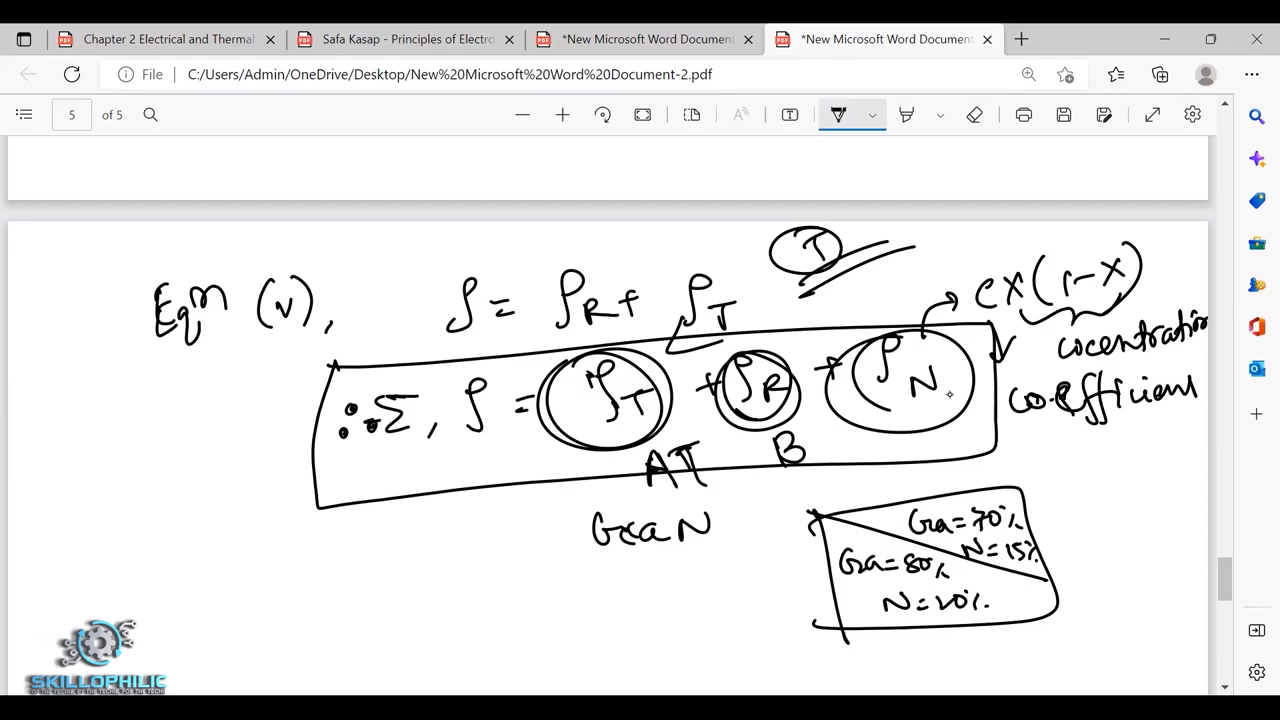 Chapter 2 Electrical and Thermal
Safa Kasap - Principles of Electro
*New Microsoft Word Document
*New Microsoft Word Document
File
C:/Users/Admin/OneDrive/Desktop/New%20Microsoft%20Word%20Document-2.pdf
5 of 5
T
Eqn (v), ρ = ρR + ρT
cx(1-x)
∴ Σ, ρ = ρT + ρR + ρN
cocentration
co.efficient
AT B
GaN
Ga=70%
N=15%
Ga=80%
N=20%
SKILLOPHILIC